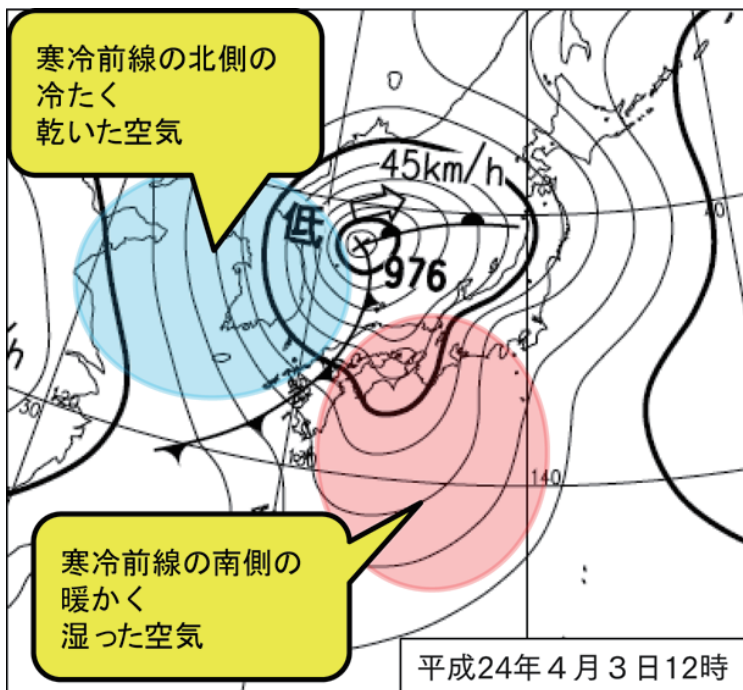 寒冷前線の北側の
冷たく
乾いた空気
45km/h
低
976
40
30
120
130
140
寒冷前線の南側の
暖かく
湿った空気
平成24年4月3日12時